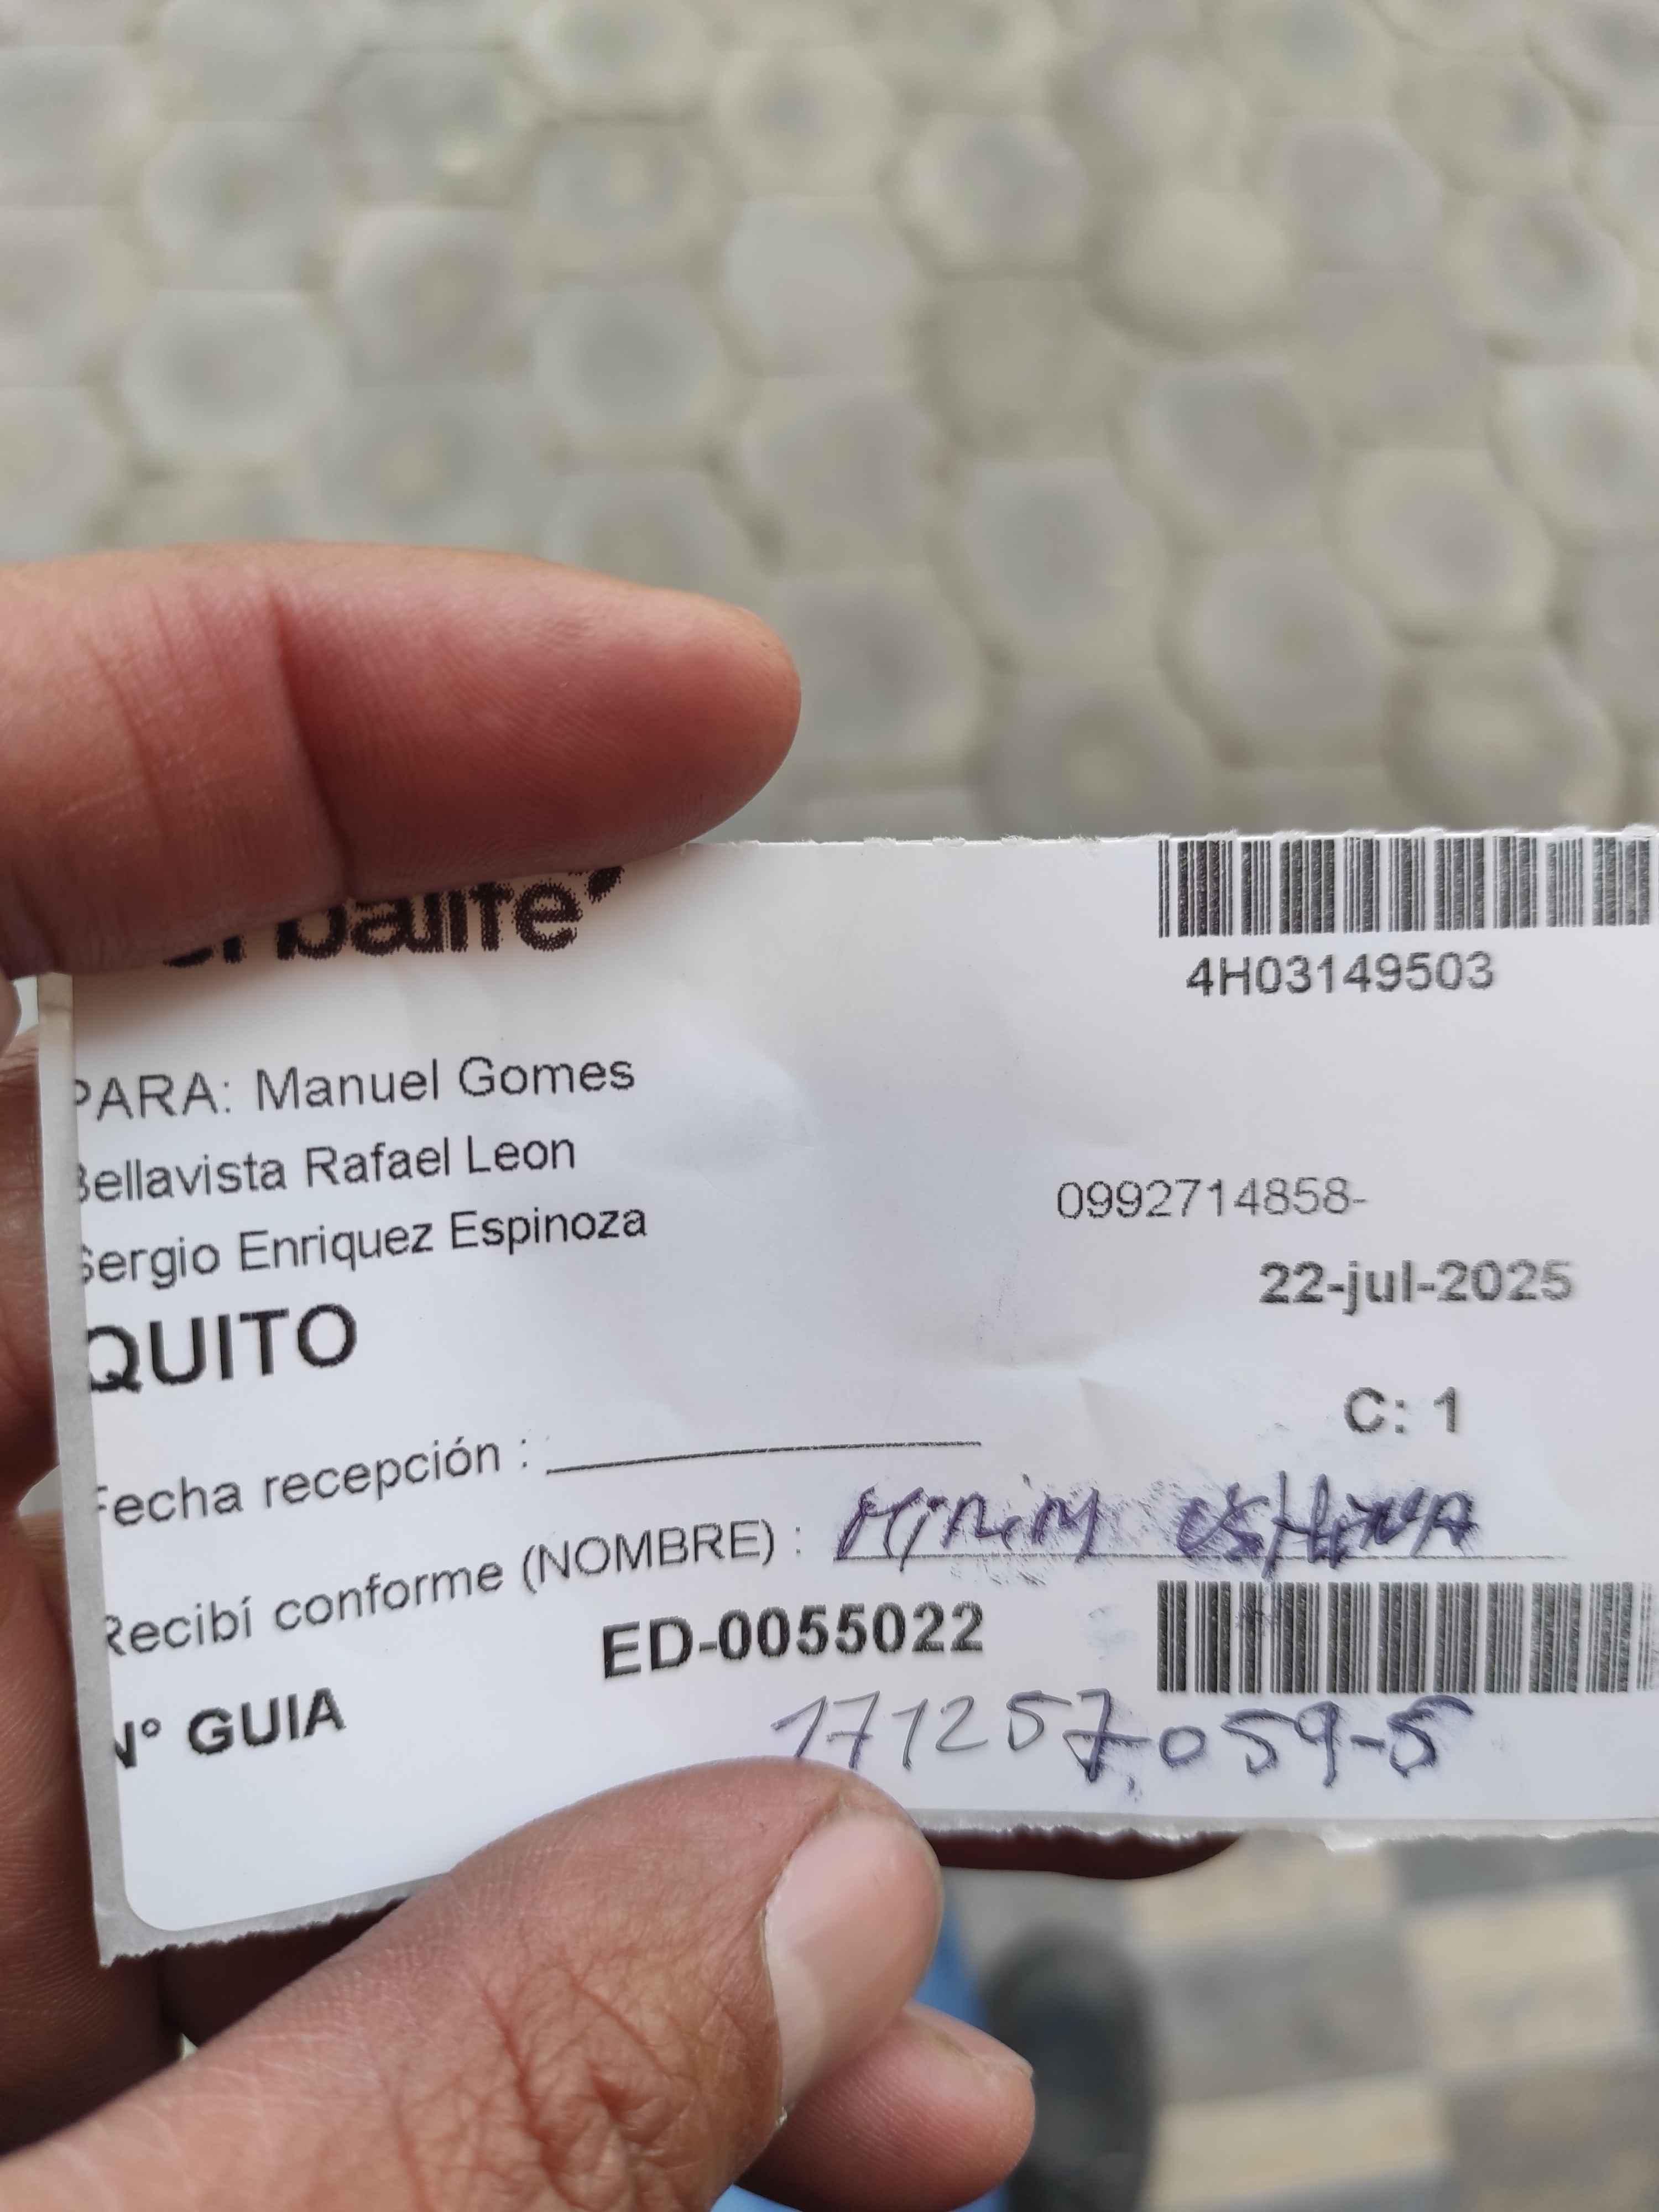 4H03149503
PARA: Manuel Gomes
Bellavista Rafael Leon
Sergio Enriquez Espinoza
0992714858-
22-jul-2025
QUITO
C: 1
Fecha recepción :
Recibí conforme (NOMBRE) :
ED-0055022
N° GUIA
171257059-5